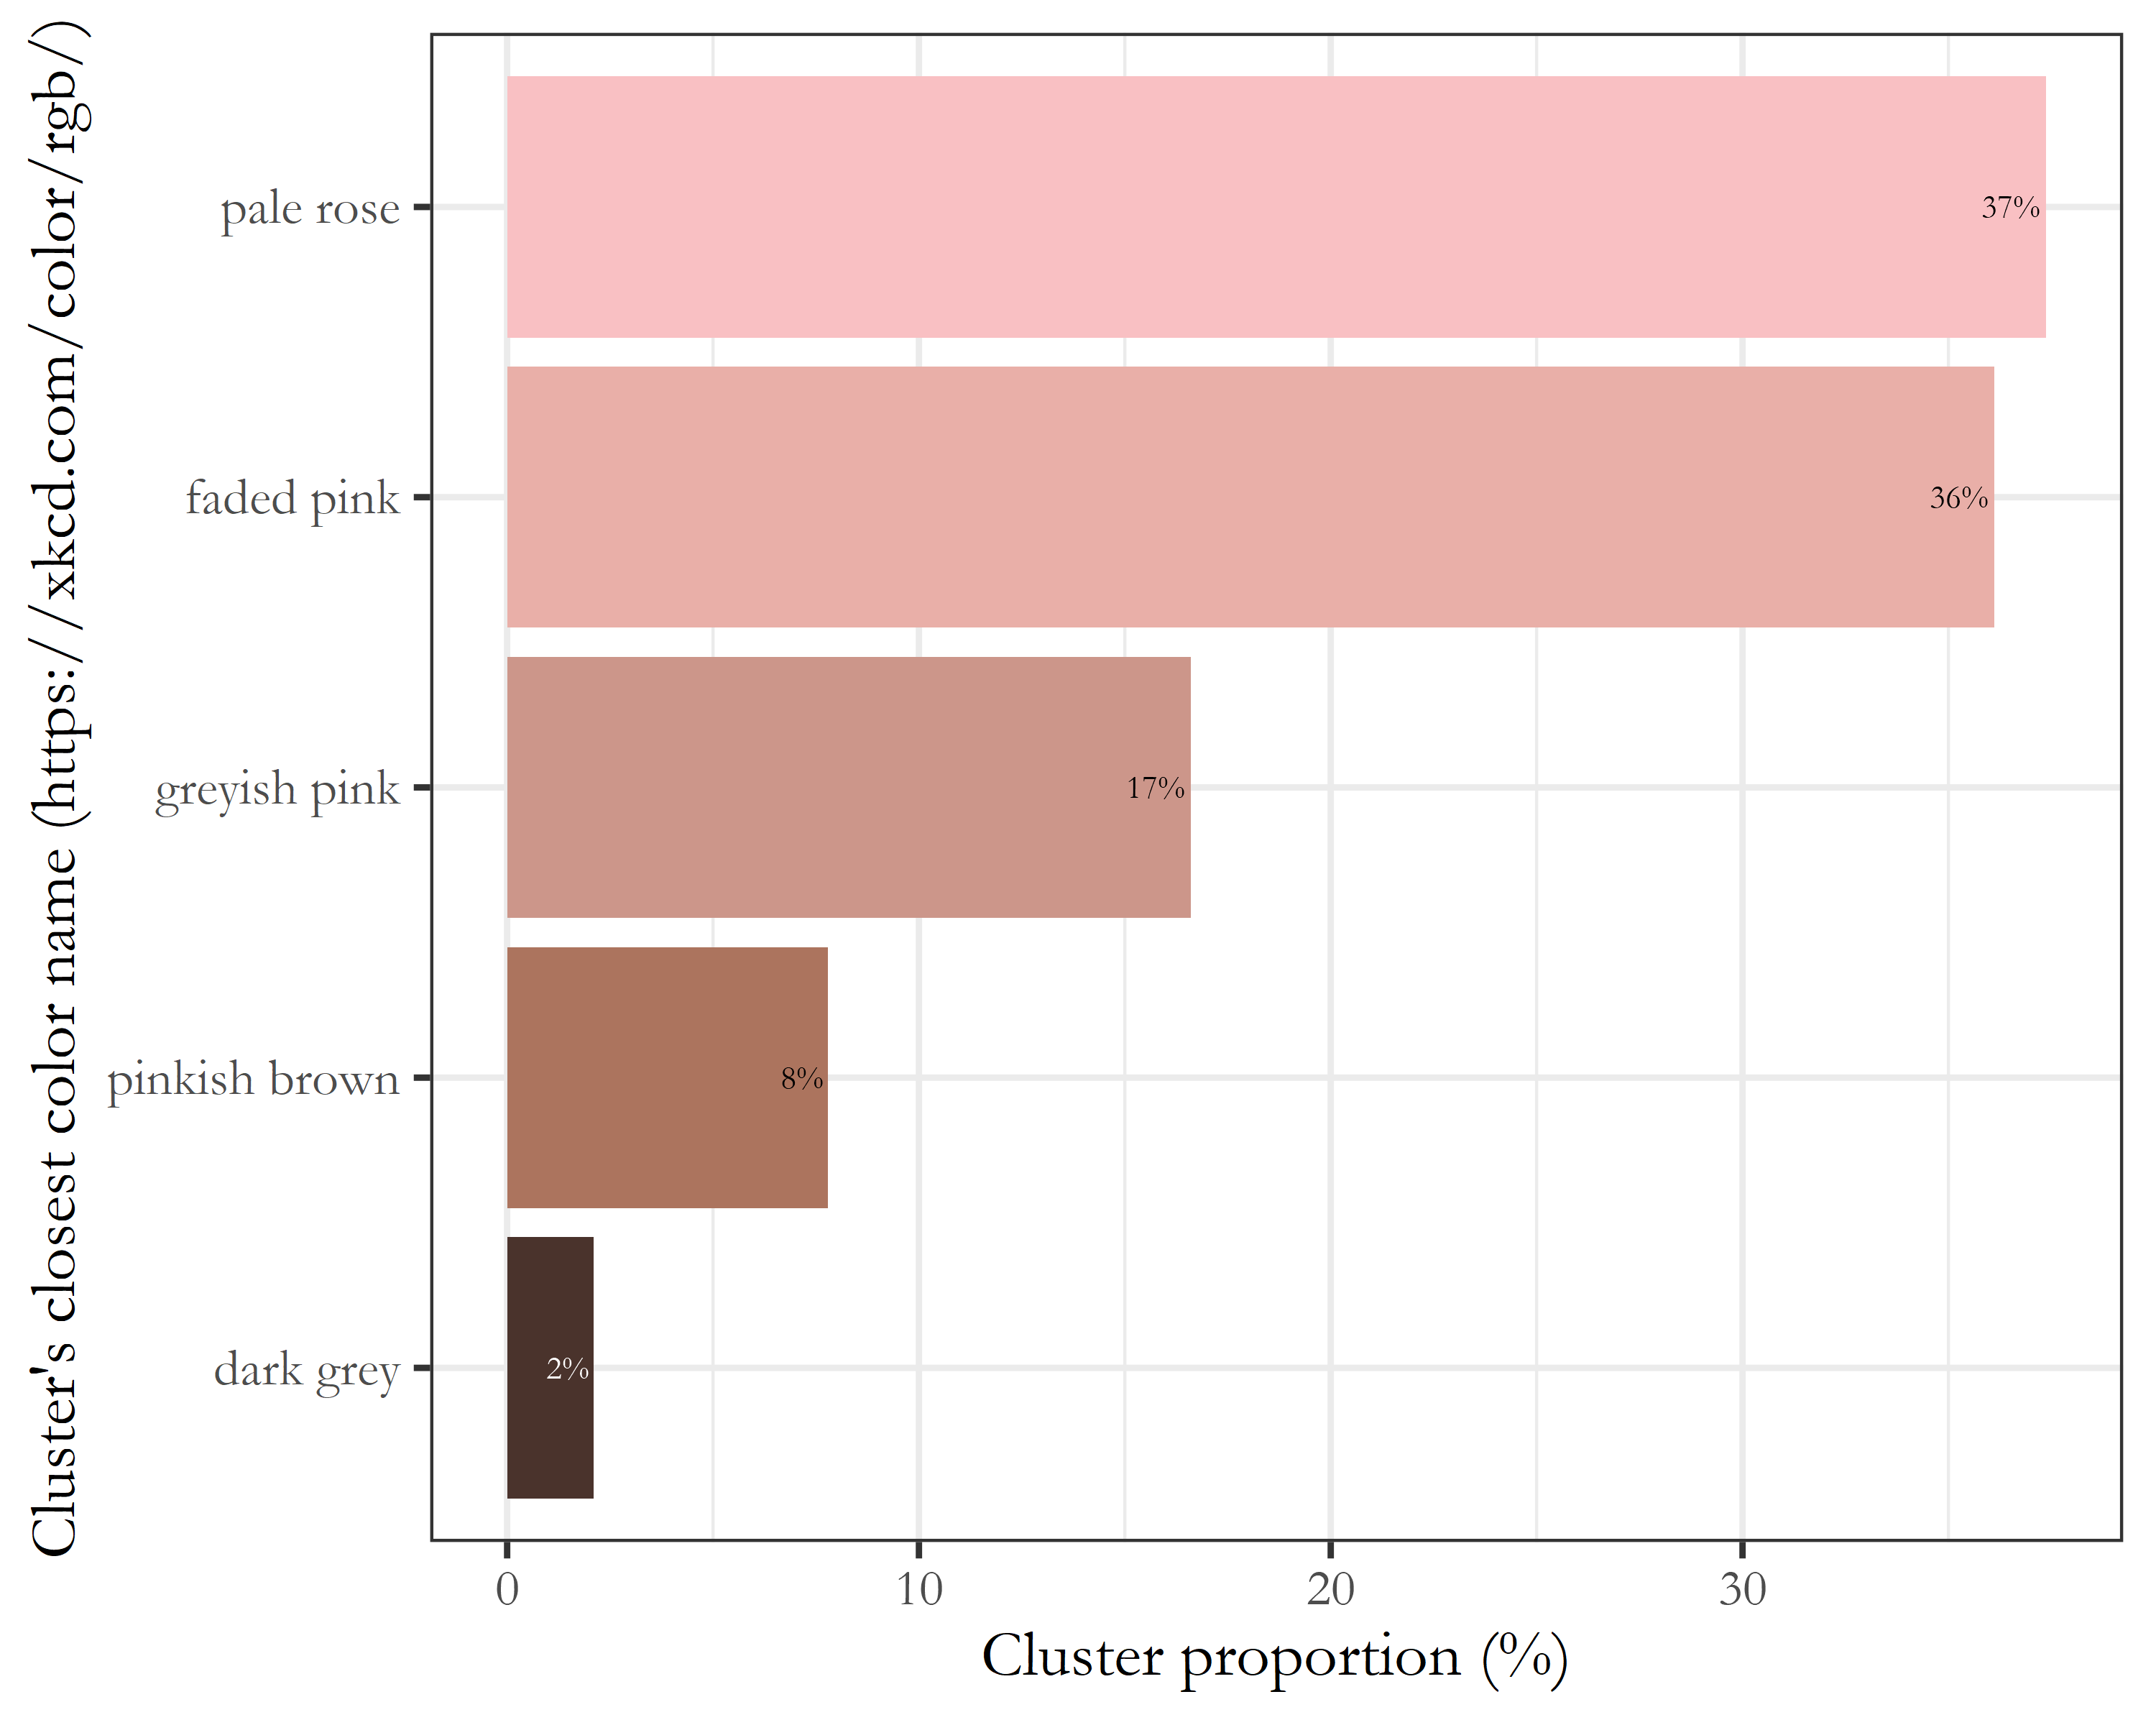 Cluster's closest color name (https://xkcd.com/color/rgb/)
pale rose
37%
faded pink
36%
greyish pink
17%
pinkish brown
8%
dark grey
2%
0 10 20 30
Cluster proportion (%)